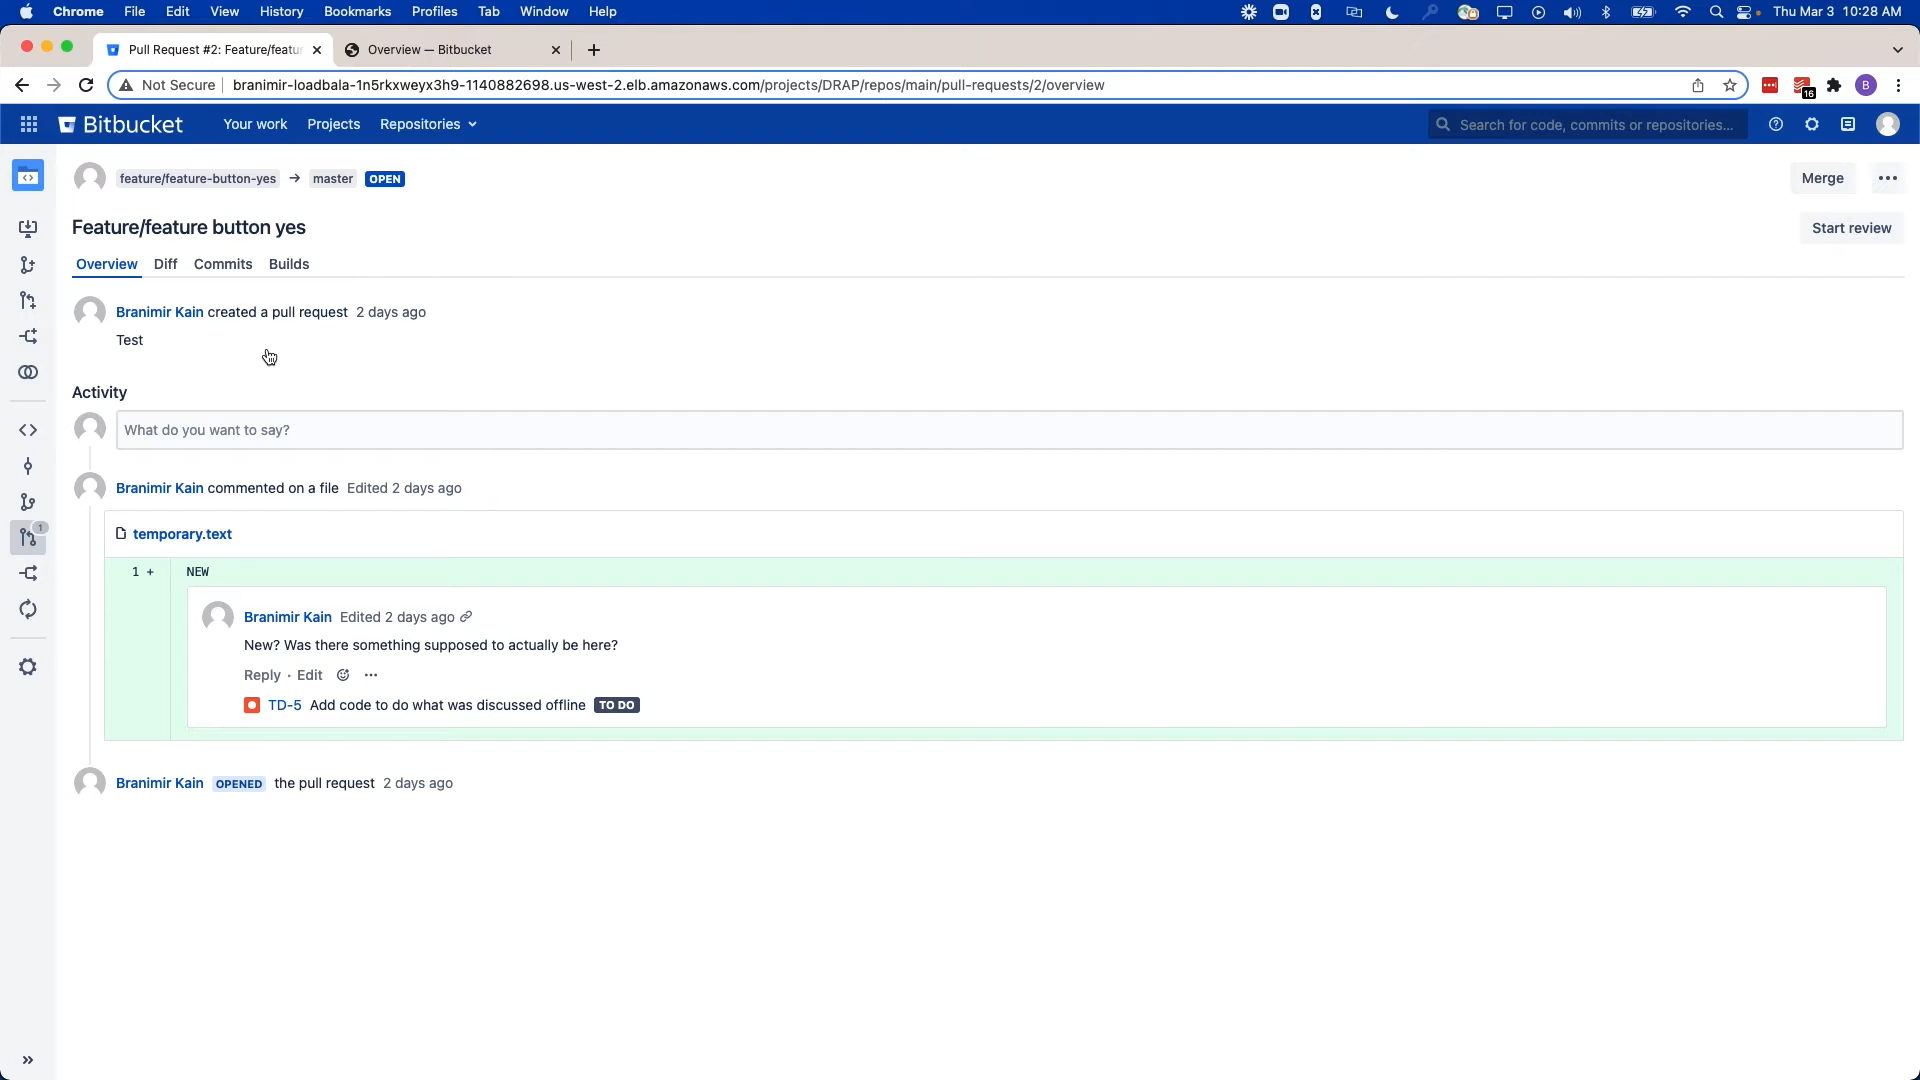 Chrome File Edit View History Bookmarks Profiles Tab Window Help Thu Mar 3 10:28 AM
Pull Request #2: Feature/featur Overview — Bitbucket
Not Secure branimir-loadbala-1n5rkxweyx3h9-1140882698.us-west-2.elb.amazonaws.com/projects/DRAP/repos/main/pull-requests/2/overview 16 B
Bitbucket Your work Projects Repositories Search for code, commits or repositories...
feature/feature-button-yes → master OPEN Merge
Feature/feature button yes Start review
Overview Diff Commits Builds
Branimir Kain created a pull request 2 days ago
Test
Activity
What do you want to say?
Branimir Kain commented on a file Edited 2 days ago
1
temporary.text
1 + NEW
Branimir Kain Edited 2 days ago
New? Was there something supposed to actually be here?
Reply · Edit
TD-5 Add code to do what was discussed offline TO DO
Branimir Kain OPENED the pull request 2 days ago